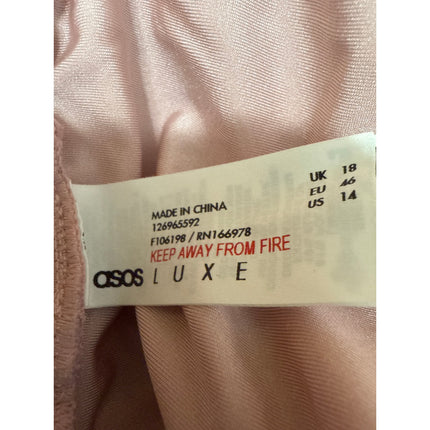 MADE IN CHINA
126965592
F106198 / RN166978
KEEP AWAY FROM FIRE
asos LUXE
UK 18
EU 46
US 14